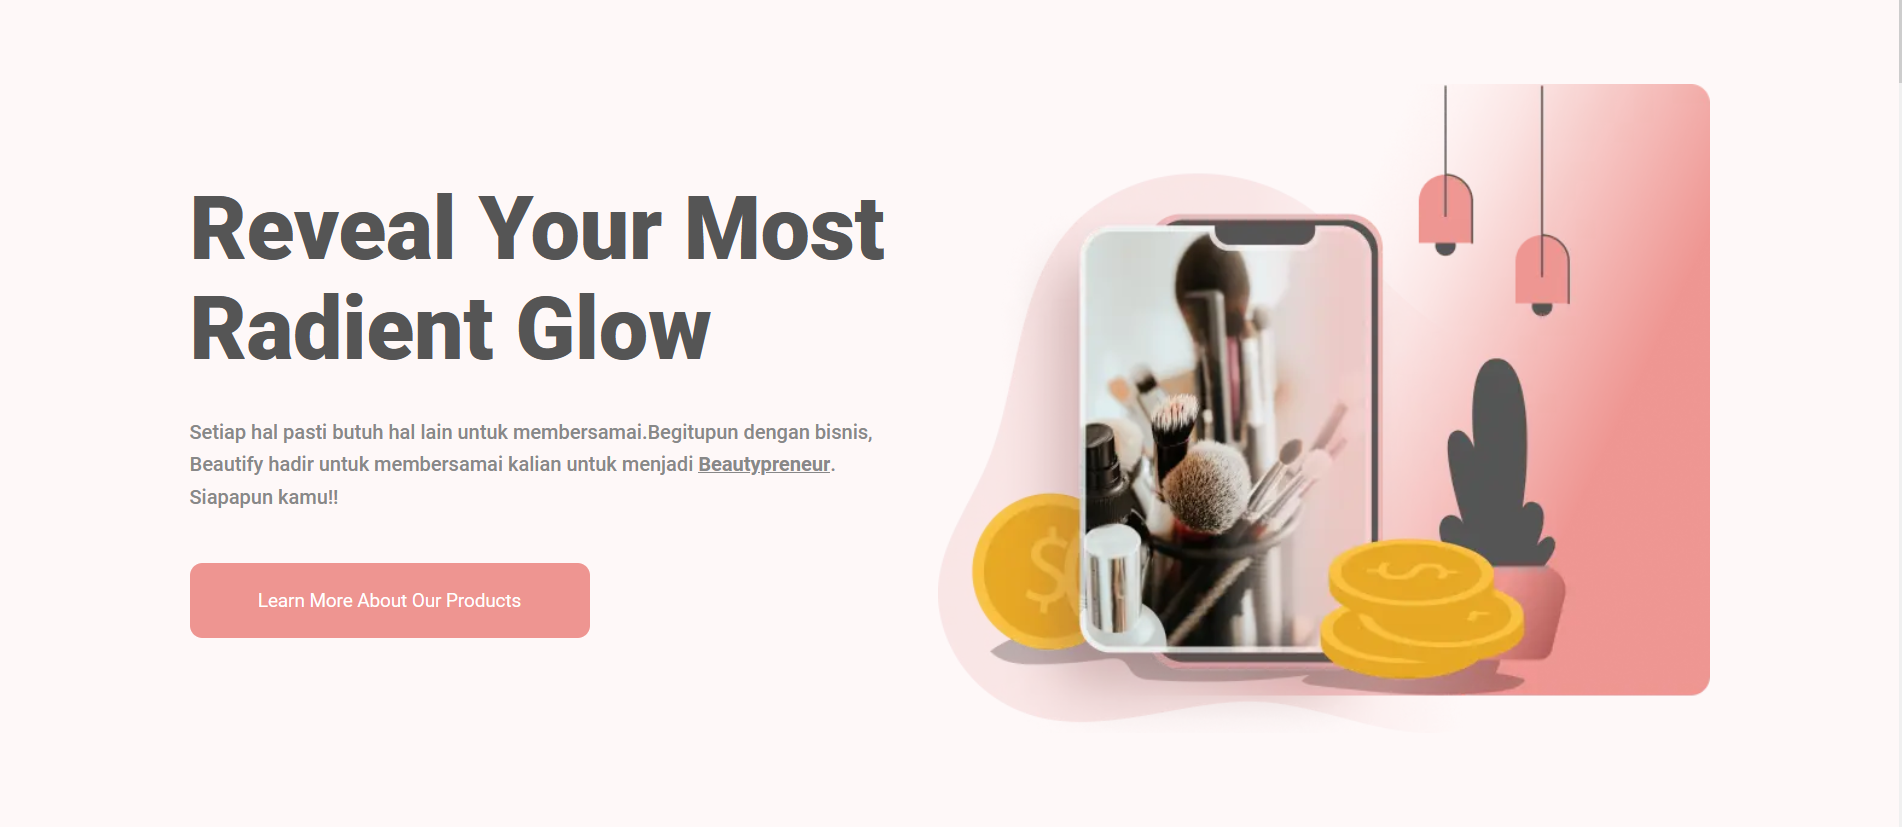 Reveal Your Most
Radient Glow
Setiap hal pasti butuh hal lain untuk membersamai.Begitupun dengan bisnis,
Beautify hadir untuk membersamai kalian untuk menjadi Beautypreneur.
Siapapun kamu!!
Learn More About Our Products